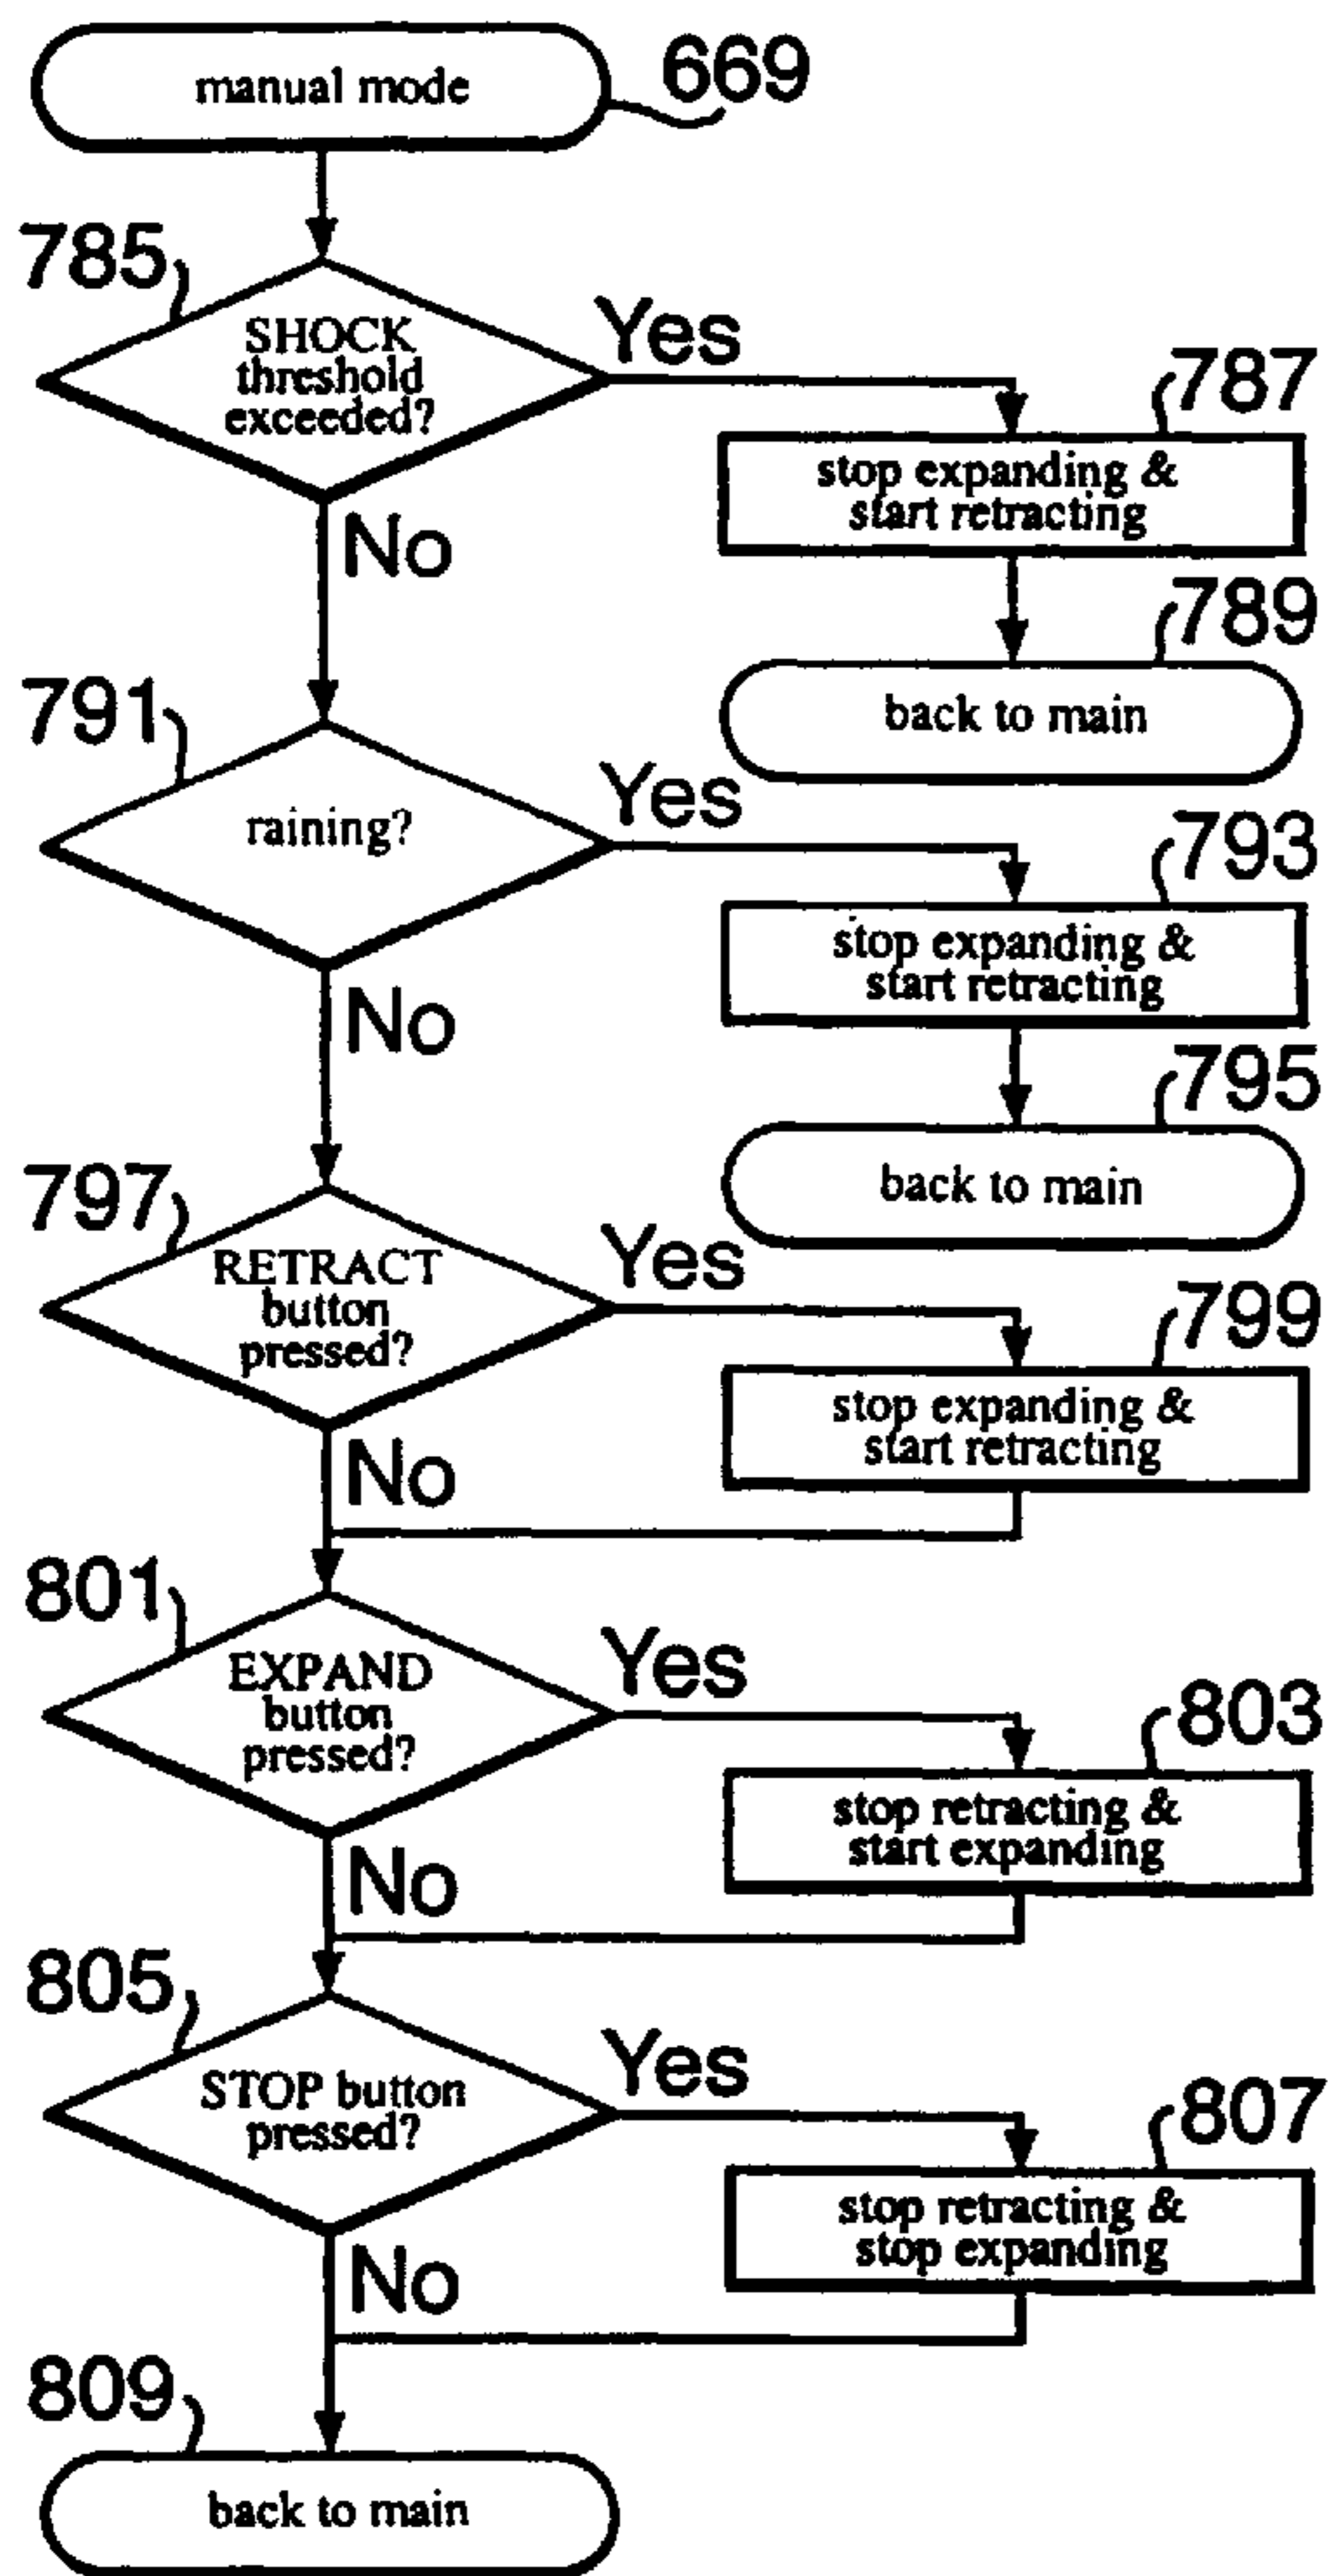 manual mode
669
785
SHOCK
threshold
exceeded?
Yes
787
stop expanding &
start retracting
No
789
back to main
791
raining?
Yes
793
stop expanding &
start retracting
No
795
back to main
797
RETRACT
button
pressed?
Yes
799
stop expanding &
start retracting
No
801
EXPAND
button
pressed?
Yes
803
stop retracting &
start expanding
No
805
STOP button
pressed?
Yes
807
stop retracting &
stop expanding
No
809
back to main